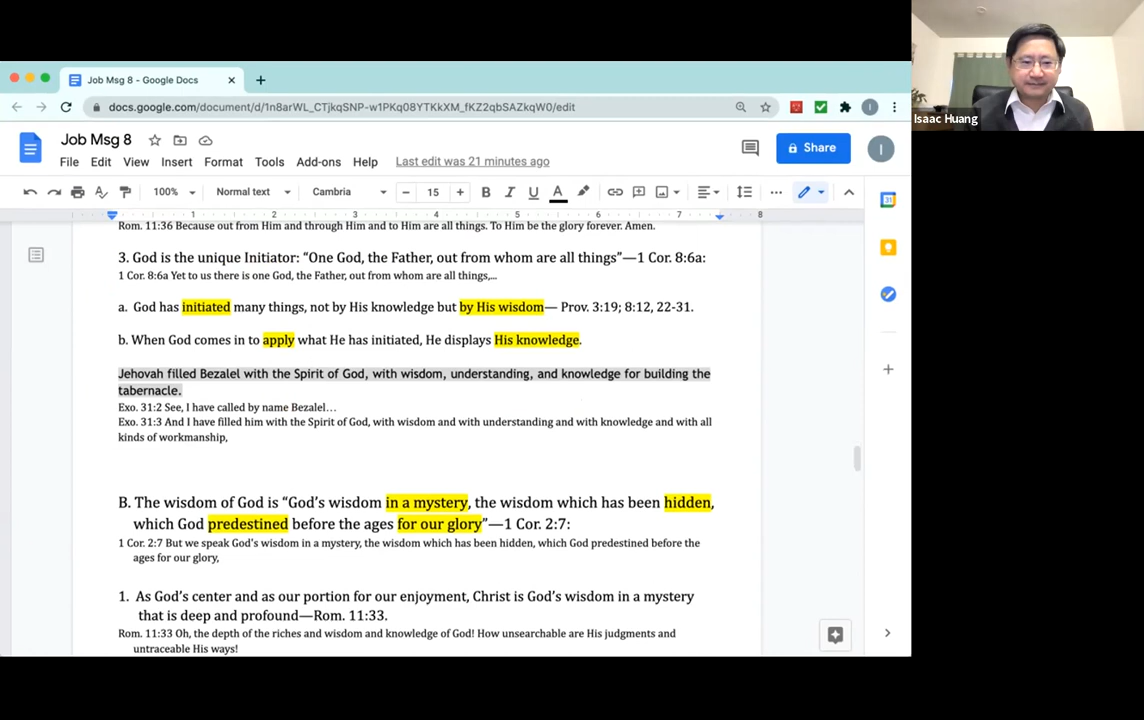 Job Msg 8 - Google Docs
docs.google.com/document/d/1n8arWL_CTjkqSNP-w1PKq08YTKkXM_fKZ2qbSAZkqW0/edit
Isaac Huang
Job Msg 8
File Edit View Insert Format Tools Add-ons Help Last edit was 21 minutes ago
Share
I
100% Normal text Cambria 15 B I U A
1 2 3 4 5 6 7 8
31
Rom. 11:36 Because out from Him and through Him and to Him are all things. To Him be the glory forever. Amen.
3. God is the unique Initiator: “One God, the Father, out from whom are all things”—1 Cor. 8:6a:
1 Cor. 8:6a Yet to us there is one God, the Father, out from whom are all things,...
a. God has initiated many things, not by His knowledge but by His wisdom— Prov. 3:19; 8:12, 22-31.
b. When God comes in to apply what He has initiated, He displays His knowledge.
Jehovah filled Bezalel with the Spirit of God, with wisdom, understanding, and knowledge for building the
tabernacle.
Exo. 31:2 See, I have called by name Bezalel…
Exo. 31:3 And I have filled him with the Spirit of God, with wisdom and with understanding and with knowledge and with all
kinds of workmanship,
B. The wisdom of God is “God’s wisdom in a mystery, the wisdom which has been hidden,
which God predestined before the ages for our glory”—1 Cor. 2:7:
1 Cor. 2:7 But we speak God’s wisdom in a mystery, the wisdom which has been hidden, which God predestined before the
ages for our glory,
1. As God’s center and as our portion for our enjoyment, Christ is God’s wisdom in a mystery
that is deep and profound—Rom. 11:33.
Rom. 11:33 Oh, the depth of the riches and wisdom and knowledge of God! How unsearchable are His judgments and
untraceable His ways!